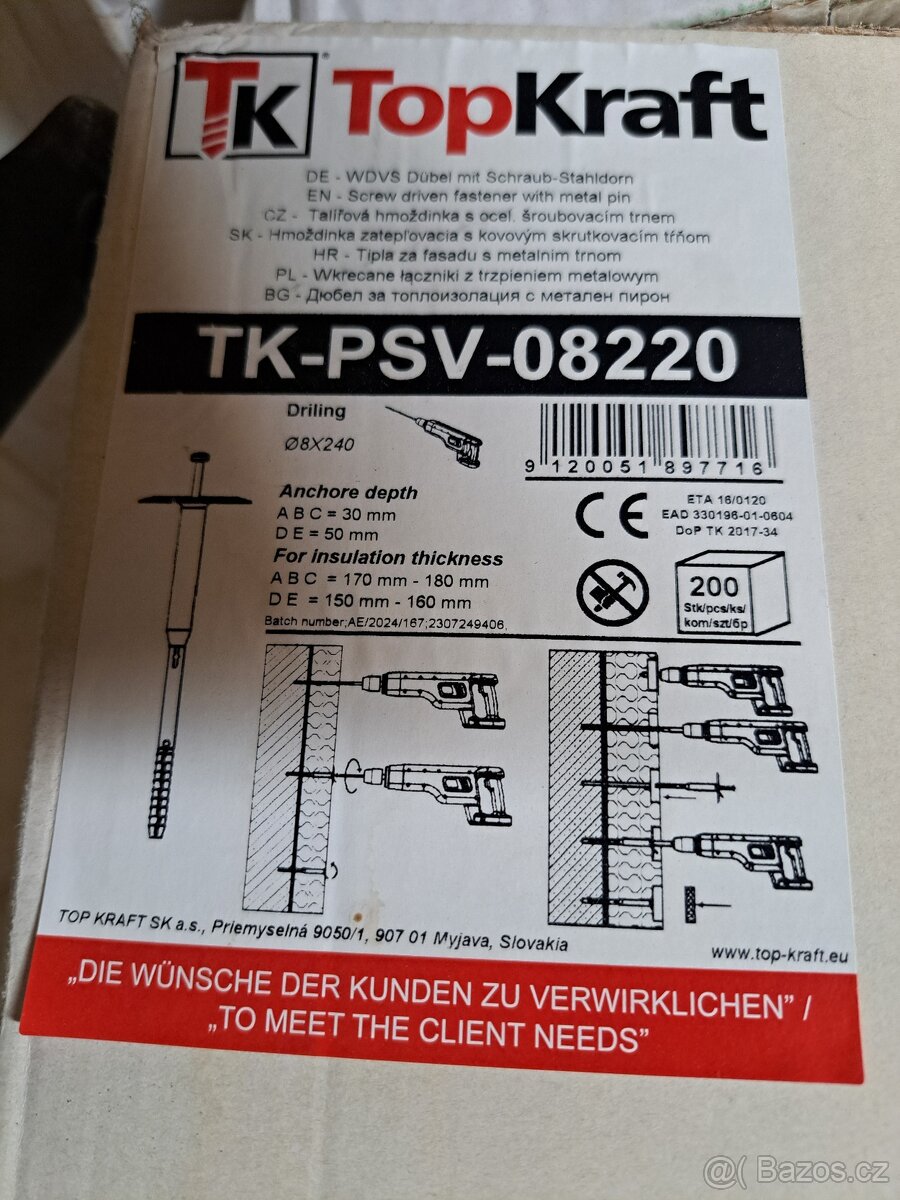 TK® TopKraft
DE - WDVS Dübel mit Schraub-Stahldorn
EN - Screw driven fastener with metal pin
CZ - Talířová hmoždinka s ocel. šroubovacím trnem
SK - Hmoždinka zatepľovacia s kovovým skrutkovacím tŕňom
HR - Tipla za fasadu s metalnim trnom
PL - Wkręcane łączniki z trzpieniem metalowym
BG - Дюбел за топлоизолация с метален пирон
TK-PSV-08220
Driling
Ø8X240
9 120051 897716
Anchore depth
A B C = 30 mm
D E = 50 mm
For insulation thickness
A B C = 170 mm - 180 mm
D E = 150 mm - 160 mm
Batch number;AE/2024/167;2307249406,
CE
ETA 16/0120
EAD 330196-01-0604
DoP TK 2017-34
200
Stk/pcs/ks/
kom/szt/бр
TOP KRAFT SK a.s., Priemyselná 9050/1, 907 01 Myjava, Slovakia
www.top-kraft.eu
„DIE WÜNSCHE DER KUNDEN ZU VERWIRKLICHEN” /
„TO MEET THE CLIENT NEEDS”
@ Bazos.cz